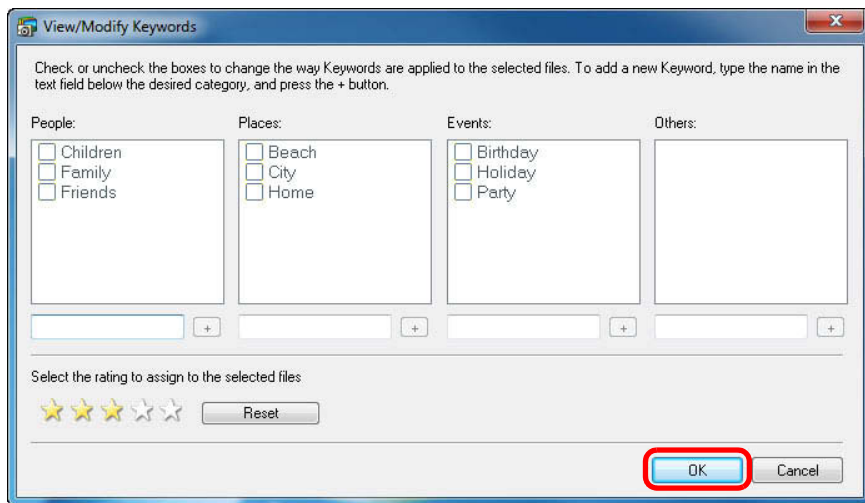 View/Modify Keywords
Check or uncheck the boxes to change the way Keywords are applied to the selected files. To add a new Keyword, type the name in the
text field below the desired category, and press the + button.
People: Places: Events: Others:
Children Beach Birthday
Family City Holiday
Friends Home Party
+ + + +
Select the rating to assign to the selected files
Reset
OK Cancel